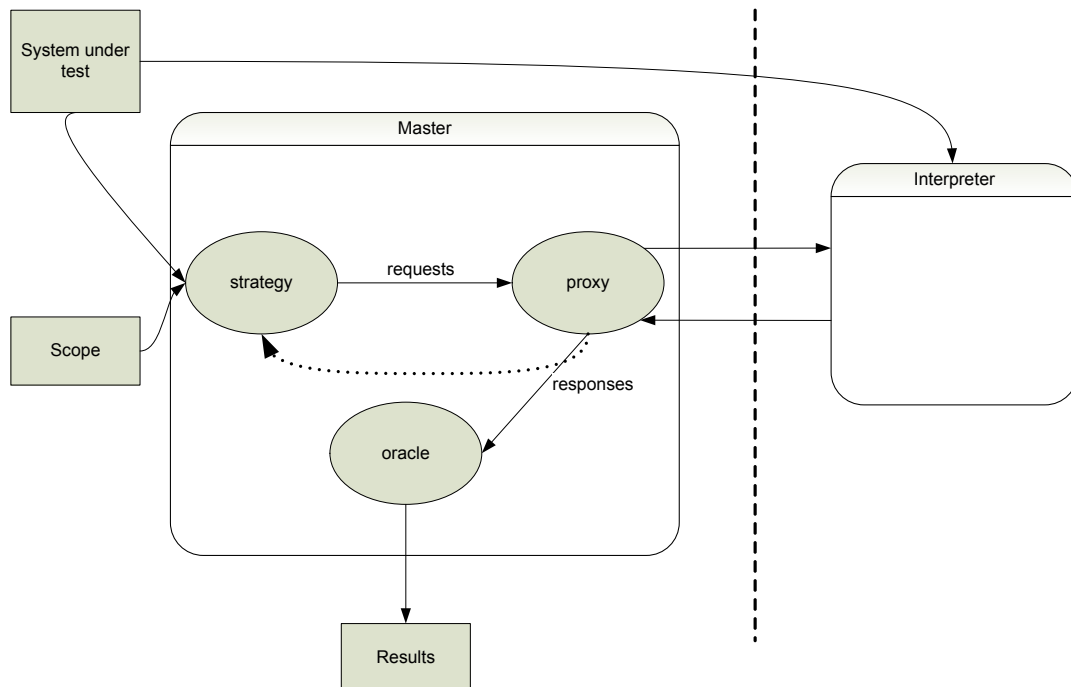 System under
test
Master
Interpreter
strategy
requests
proxy
Scope
responses
oracle
Results